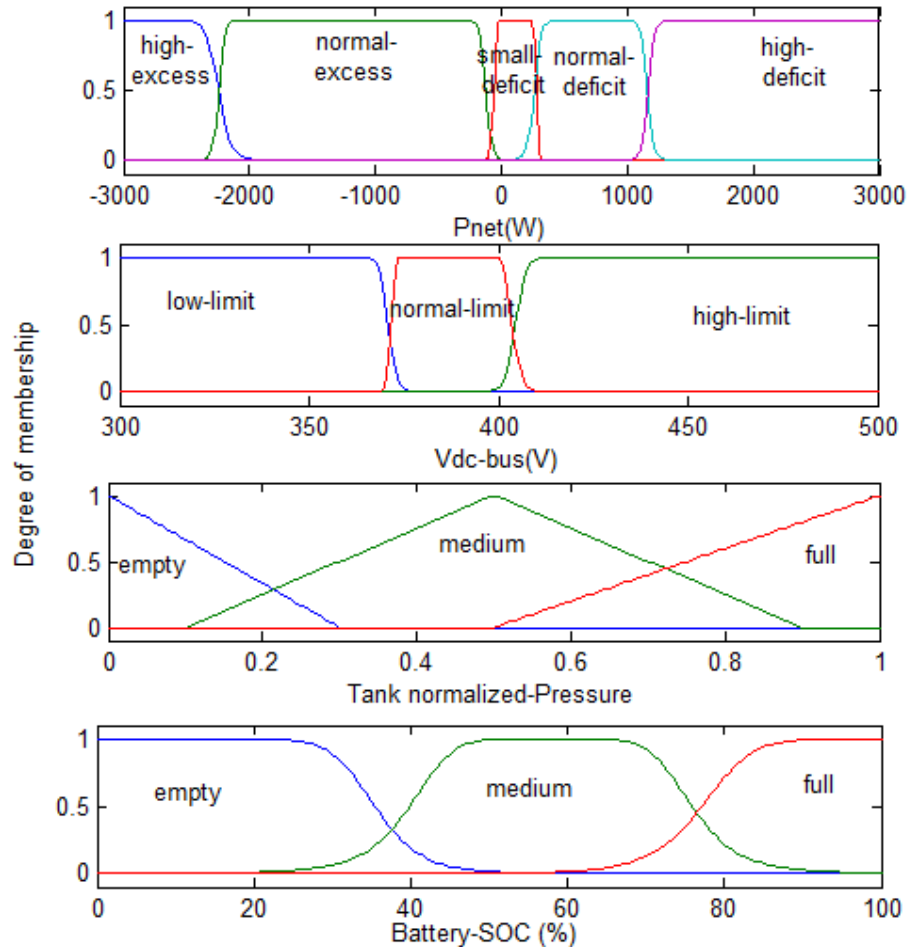 1
0.5
0
high-
excess
normal-
excess
small-
deficit
normal-
deficit
high-
deficit
-3000 -2000 -1000 0 1000 2000 3000
Pnet(W)
1
0.5
0
low-limit
normal-limit
high-limit
300 350 400 450 500
Vdc-bus(V)
Degree of membership
1
0.5
0
empty
medium
full
0 0.2 0.4 0.6 0.8 1
Tank normalized-Pressure
1
0.5
0
empty
medium
full
0 20 40 60 80 100
Battery-SOC (%)